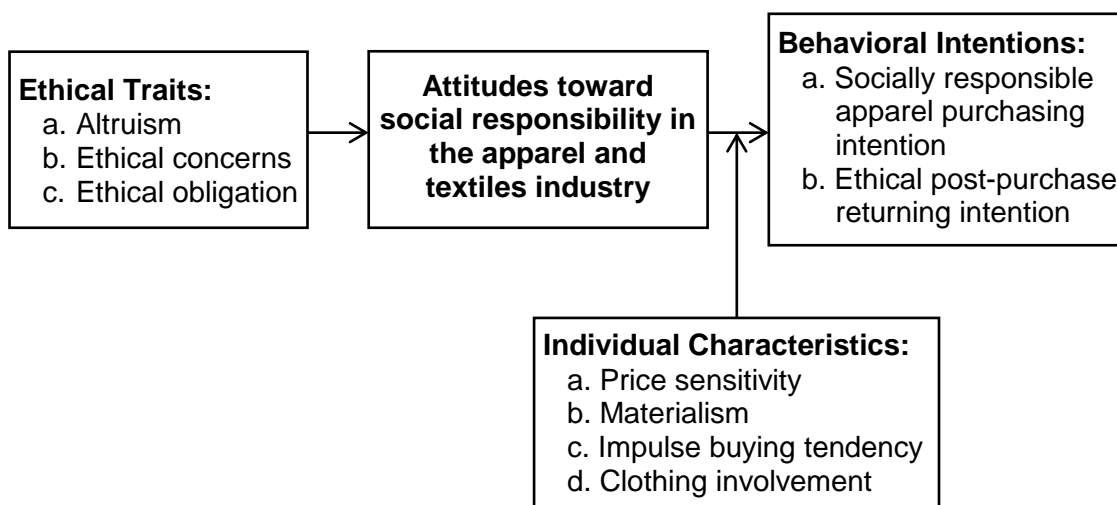 Ethical Traits:
a. Altruism
b. Ethical concerns
c. Ethical obligation
Attitudes toward
social responsibility in
the apparel and
textiles industry
Behavioral Intentions:
a. Socially responsible
apparel purchasing
intention
b. Ethical post-purchase
returning intention
Individual Characteristics:
a. Price sensitivity
b. Materialism
c. Impulse buying tendency
d. Clothing involvement